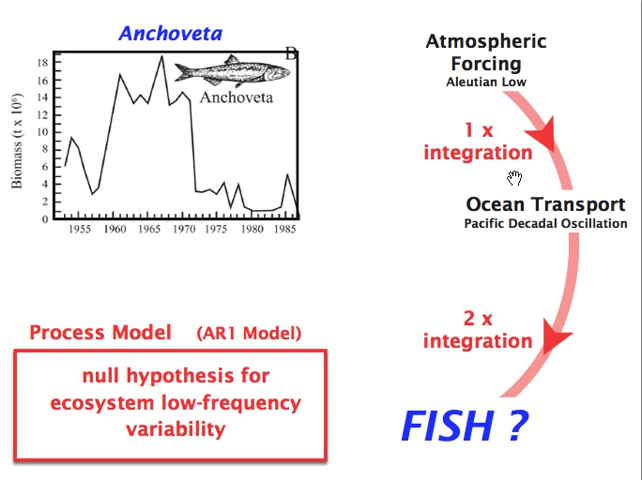 Anchoveta
B
Anchoveta
Biomass (t x 10⁶)
18
16
14
12
10
8
6
4
2
0
1955 1960 1965 1970 1975 1980 1985
Process Model (AR1 Model)
null hypothesis for
ecosystem low-frequency
variability
Atmospheric
Forcing
Aleutian Low
1 x
integration
Ocean Transport
Pacific Decadal Oscillation
2 x
integration
FISH ?